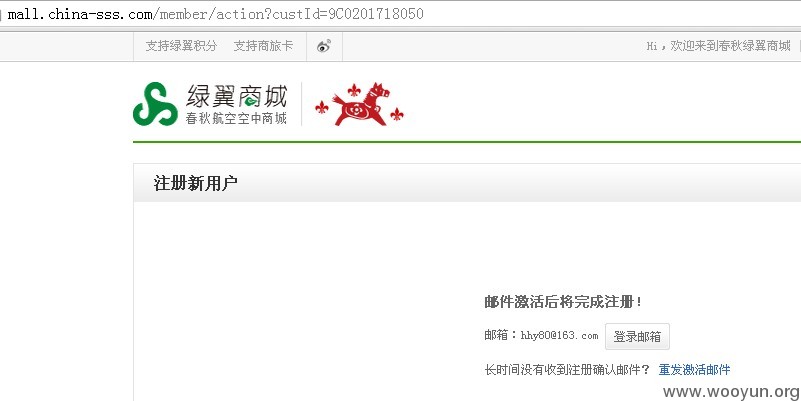 mall.china-sss.com/member/action?custId=9C0201718050
支持绿翼积分 支持商旅卡 Hi，欢迎来到春秋绿翼商城
绿翼商城
春秋航空空中商城
注册新用户
邮件激活后将完成注册！
邮箱：hhy80@163.com 登录邮箱
长时间没有收到注册确认邮件？ 重发激活邮件
www.wooyun.org